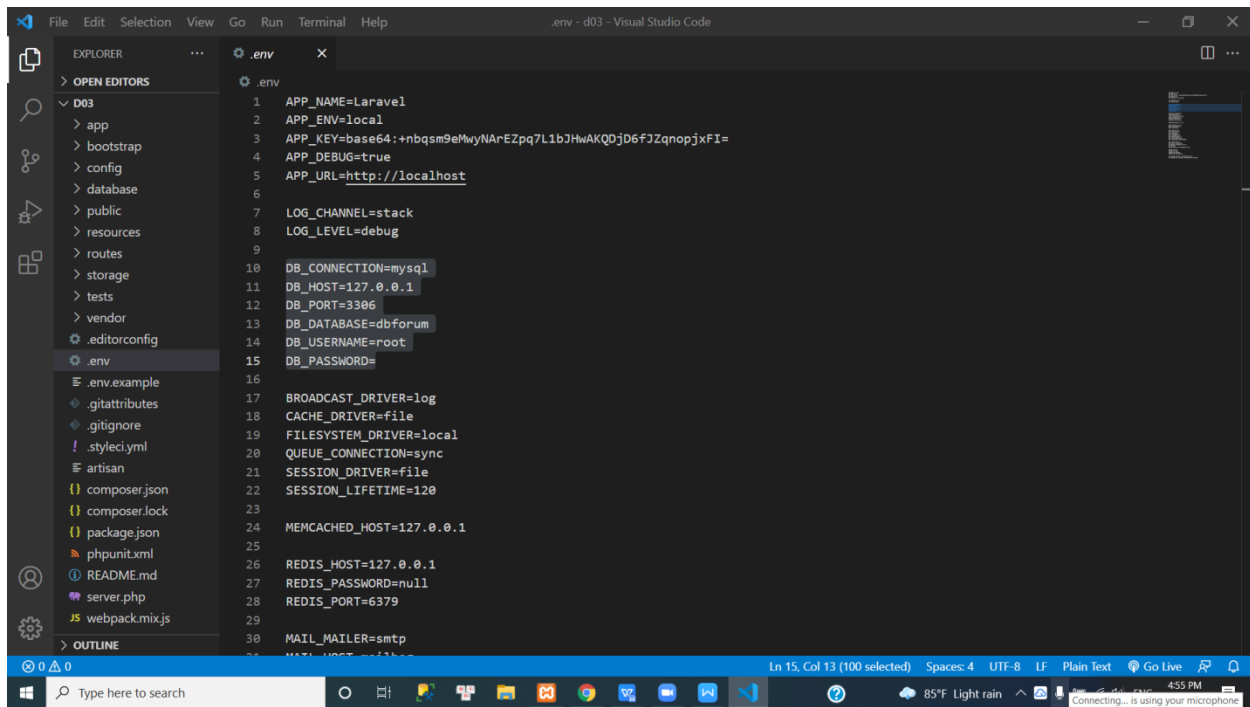 File Edit Selection View Go Run Terminal Help .env - d03 - Visual Studio Code
EXPLORER
OPEN EDITORS
D03
app
bootstrap
config
database
public
resources
routes
storage
tests
vendor
.editorconfig
.env
.env.example
.gitattributes
.gitignore
.styleci.yml
artisan
composer.json
composer.lock
package.json
phpunit.xml
README.md
server.php
JS webpack.mix.js
OUTLINE
.env
.env
1 APP_NAME=Laravel
2 APP_ENV=local
3 APP_KEY=base64:+nbqsm9eMwyNArEZpq7L1bJHwAKQDjD6fJZqnopjxFI=
4 APP_DEBUG=true
5 APP_URL=http://localhost
6
7 LOG_CHANNEL=stack
8 LOG_LEVEL=debug
9
10 DB_CONNECTION=mysql
11 DB_HOST=127.0.0.1
12 DB_PORT=3306
13 DB_DATABASE=dbforum
14 DB_USERNAME=root
15 DB_PASSWORD=
16
17 BROADCAST_DRIVER=log
18 CACHE_DRIVER=file
19 FILESYSTEM_DRIVER=local
20 QUEUE_CONNECTION=sync
21 SESSION_DRIVER=file
22 SESSION_LIFETIME=120
23
24 MEMCACHED_HOST=127.0.0.1
25
26 REDIS_HOST=127.0.0.1
27 REDIS_PASSWORD=null
28 REDIS_PORT=6379
29
30 MAIL_MAILER=smtp
0 0 Ln 15, Col 13 (100 selected) Spaces: 4 UTF-8 LF Plain Text Go Live
Type here to search 85°F Light rain 4:55 PM
Connecting... is using your microphone